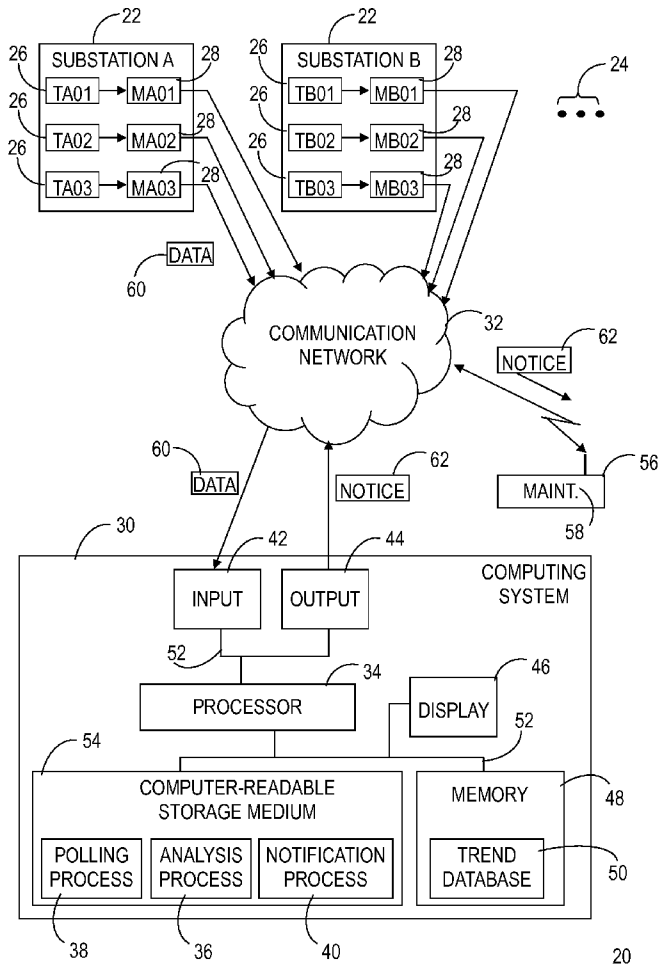 22
22
24
SUBSTATION A
26
TA01
MA01
28
26
TA02
MA02
28
26
TA03
MA03
28
SUBSTATION B
26
TB01
MB01
28
26
TB02
MB02
28
26
TB03
MB03
28
DATA
60
COMMUNICATION
NETWORK
32
62
NOTICE
60
DATA
62
NOTICE
56
MAINT.
58
30
42
44
COMPUTING
SYSTEM
INPUT
OUTPUT
52
34
PROCESSOR
46
DISPLAY
52
54
COMPUTER-READABLE
STORAGE MEDIUM
POLLING
PROCESS
ANALYSIS
PROCESS
NOTIFICATION
PROCESS
MEMORY
48
TREND
DATABASE
50
38
36
40
20